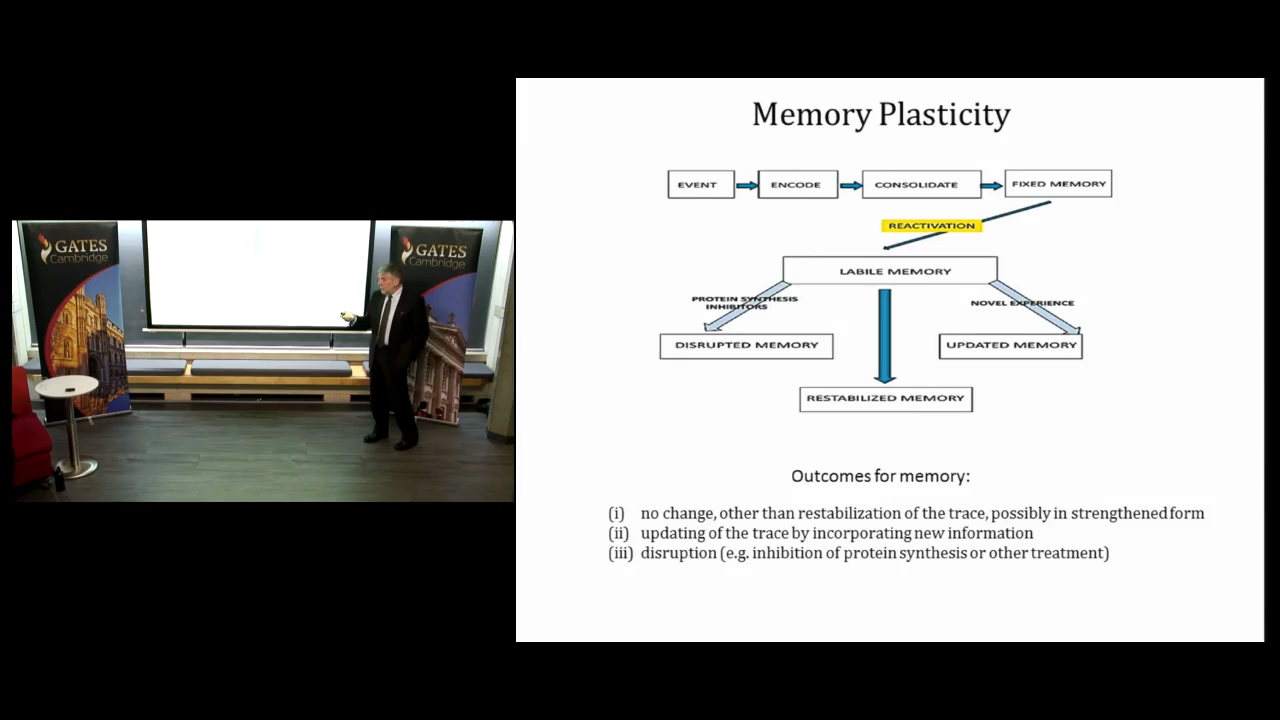 GATES
Cambridge
GATES
Cambridge
Memory Plasticity
EVENT
ENCODE
CONSOLIDATE
FIXED MEMORY
REACTIVATION
LABILE MEMORY
PROTEIN SYNTHESIS
INHIBITORS
NOVEL EXPERIENCE
DISRUPTED MEMORY
UPDATED MEMORY
RESTABILIZED MEMORY
Outcomes for memory:
(i) no change, other than restabilization of the trace, possibly in strengthened form
(ii) updating of the trace by incorporating new information
(iii) disruption (e.g. inhibition of protein synthesis or other treatment)